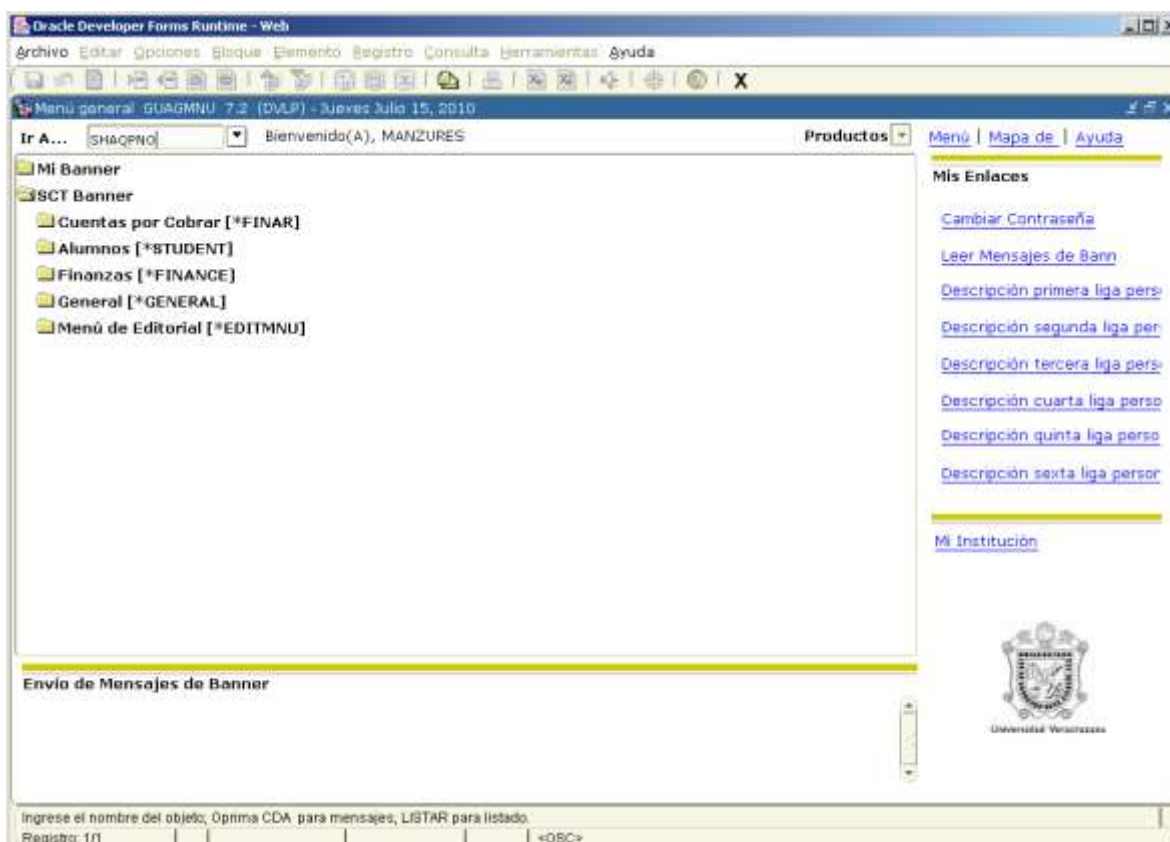 Oracle Developer Forms Runtime - Web
Archivo Editar Opciones Bloque Elemento Registro Consulta Herramientas Ayuda
X
Menú general GUAGMNU 7.2 (DVLP) - Jueves Julio 15, 2010
Ir A... SHAQPNO Bienvenido(A), MANZURES Productos Menú | Mapa de | Ayuda
Mi Banner
SCT Banner
Cuentas por Cobrar [*FINAR]
Alumnos [*STUDENT]
Finanzas [*FINANCE]
General [*GENERAL]
Menú de Editorial [*EDITMNU]
Mis Enlaces
Cambiar Contraseña
Leer Mensajes de Bann
Descripción primera liga pers
Descripción segunda liga per
Descripción tercera liga pers
Descripción cuarta liga perso
Descripción quinta liga perso
Descripción sexta liga person
Mi Institución
Universidad Veracruzana
Envío de Mensajes de Banner
Ingrese el nombre del objeto; Oprima CDA para mensajes, LISTAR para listado.
Registro: 1/1 <OSC>